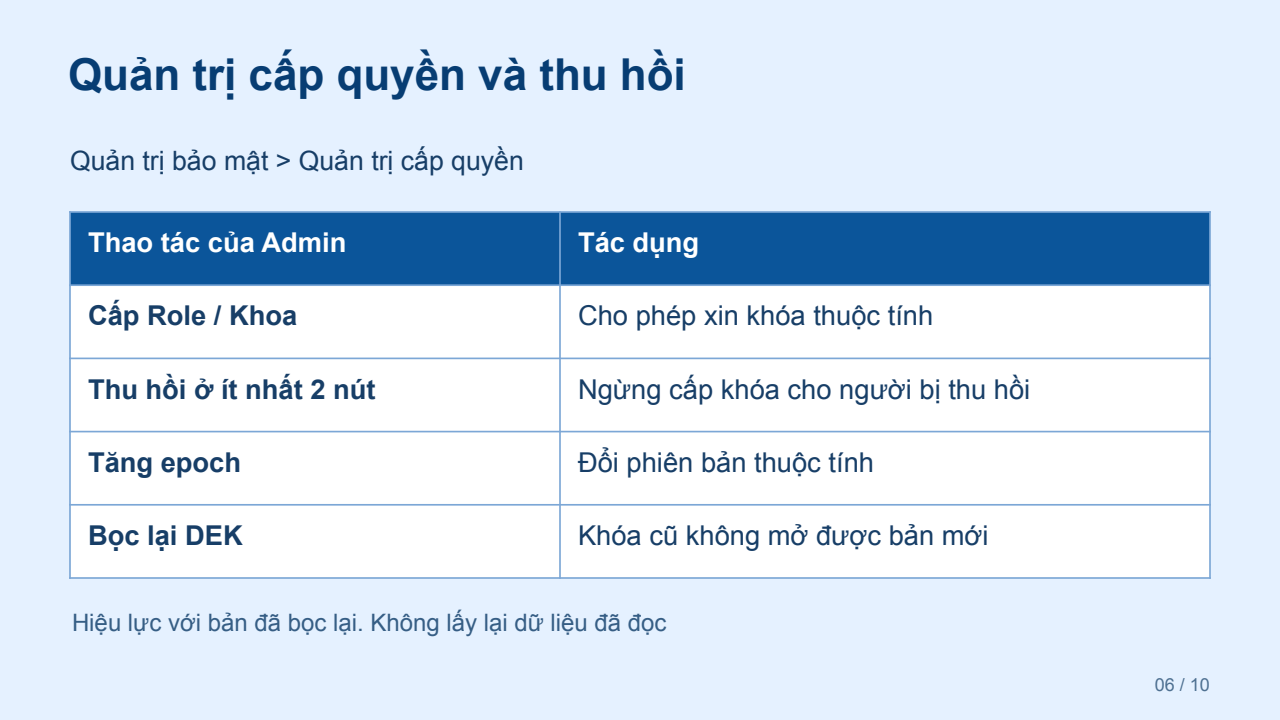 Quản trị cấp quyền và thu hồi
Quản trị bảo mật > Quản trị cấp quyền
Thao tác của Admin
Tác dụng
Cấp Role / Khoa
Cho phép xin khóa thuộc tính
Thu hồi ở ít nhất 2 nút
Ngừng cấp khóa cho người bị thu hồi
Tăng epoch
Đổi phiên bản thuộc tính
Bọc lại DEK
Khóa cũ không mở được bản mới
Hiệu lực với bản đã bọc lại. Không lấy lại dữ liệu đã đọc
06 / 10